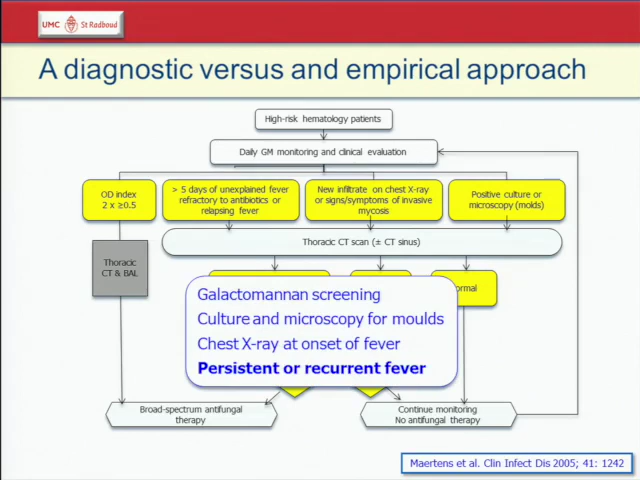 UMC St Radboud
A diagnostic versus and empirical approach
High-risk hematology patients
Daily GM monitoring and clinical evaluation
OD index
2 x ≥0.5
> 5 days of unexplained fever
refractory to antibiotics or
relapsing fever
New infiltrate on chest X-ray
or signs/symptoms of invasive
mycosis
Positive culture or
microscopy (molds)
Thoracic CT scan (± CT sinus)
Thoracic
CT & BAL
Galactomannan screening
Culture and microscopy for moulds
Chest X-ray at onset of fever
Persistent or recurrent fever
Broad-spectrum antifungal
therapy
Continue monitoring
No antifungal therapy
Maertens et al. Clin Infect Dis 2005; 41: 1242